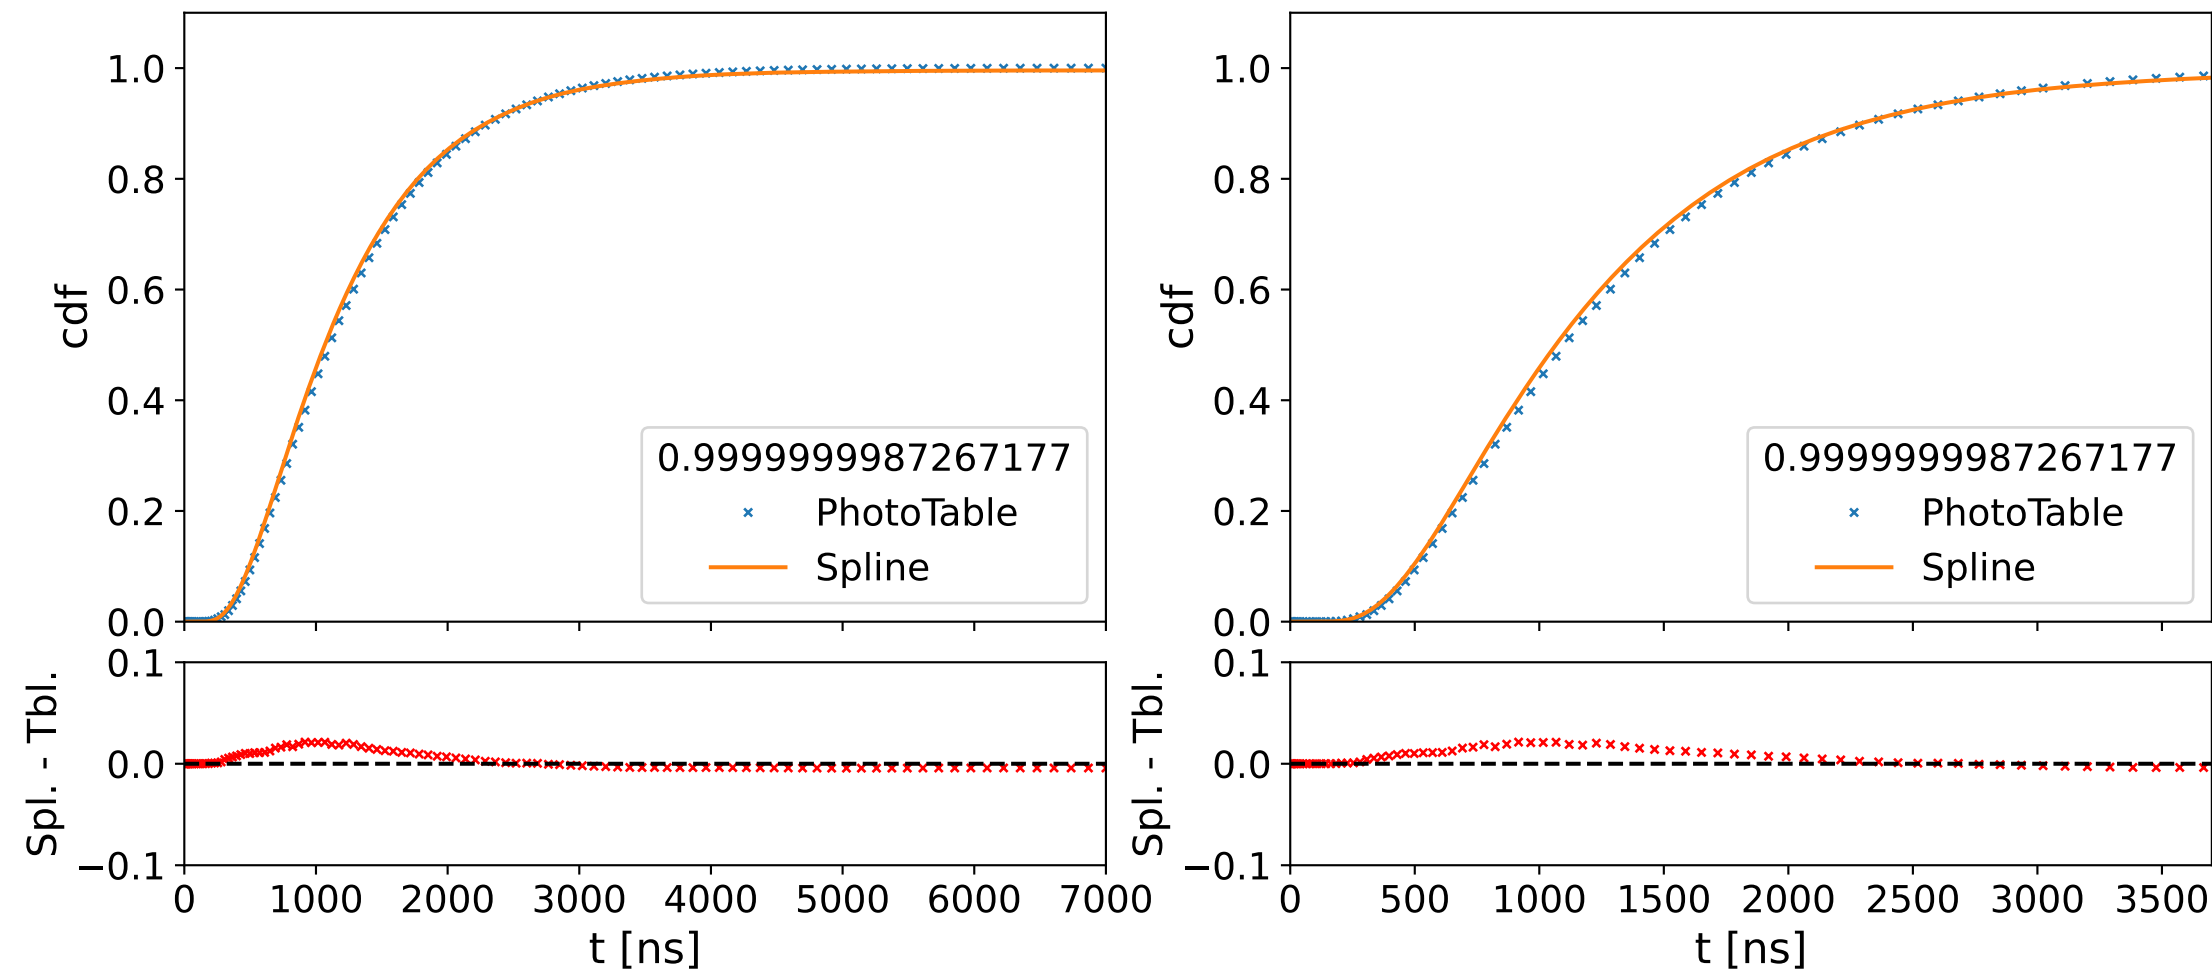 1.0
0.8
0.6
0.4
0.2
0.0
cdf
0.9999999987267177
PhotoTable
Spline
0.1
0.0
−0.1
Spl. - Tbl.
0 1000 2000 3000 4000 5000 6000 7000
t [ns]
1.0
0.8
0.6
0.4
0.2
0.0
cdf
0.9999999987267177
PhotoTable
Spline
0.1
0.0
−0.1
Spl. - Tbl.
0 500 1000 1500 2000 2500 3000 3500
t [ns]